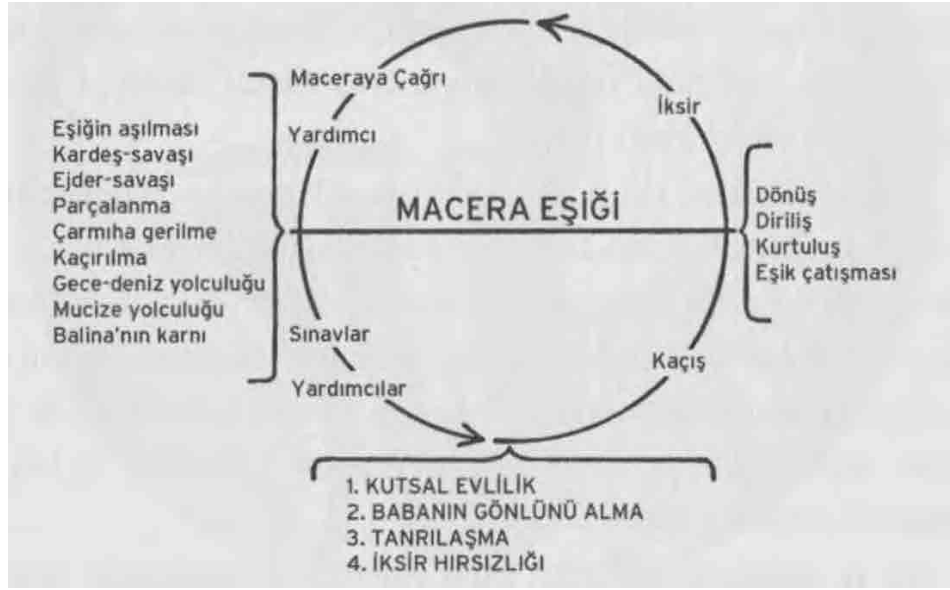 Maceraya Çağrı
Yardımcı
Eşiğin aşılması
Kardeş-savaşı
Ejder-savaşı
Parçalanma
Çarmıha gerilme
Kaçırılma
Gece-deniz yolculuğu
Mucize yolculuğu
Balina'nın karnı
MACERA EŞİĞİ
Sınavlar
Yardımcılar
1. KUTSAL EVLİLİK
2. BABANIN GÖNLÜNÜ ALMA
3. TANRILAŞMA
4. İKSİR HIRSIZLIĞI
Kaçış
Dönüş
Diriliş
Kurtuluş
Eşik çatışması
İksir